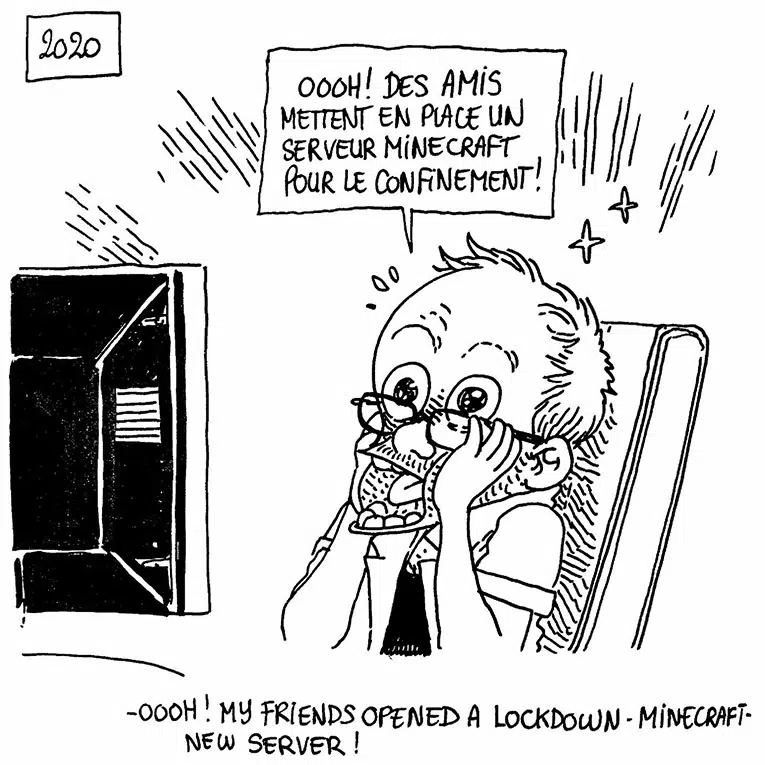 2020
OOOH! DES AMIS
METTENT EN PLACE UN
SERVEUR MINECRAFT
POUR LE CONFINEMENT!
-OOOH! MY FRIENDS OPENED A LOCKDOWN-MINECRAFT-
NEW SERVER!